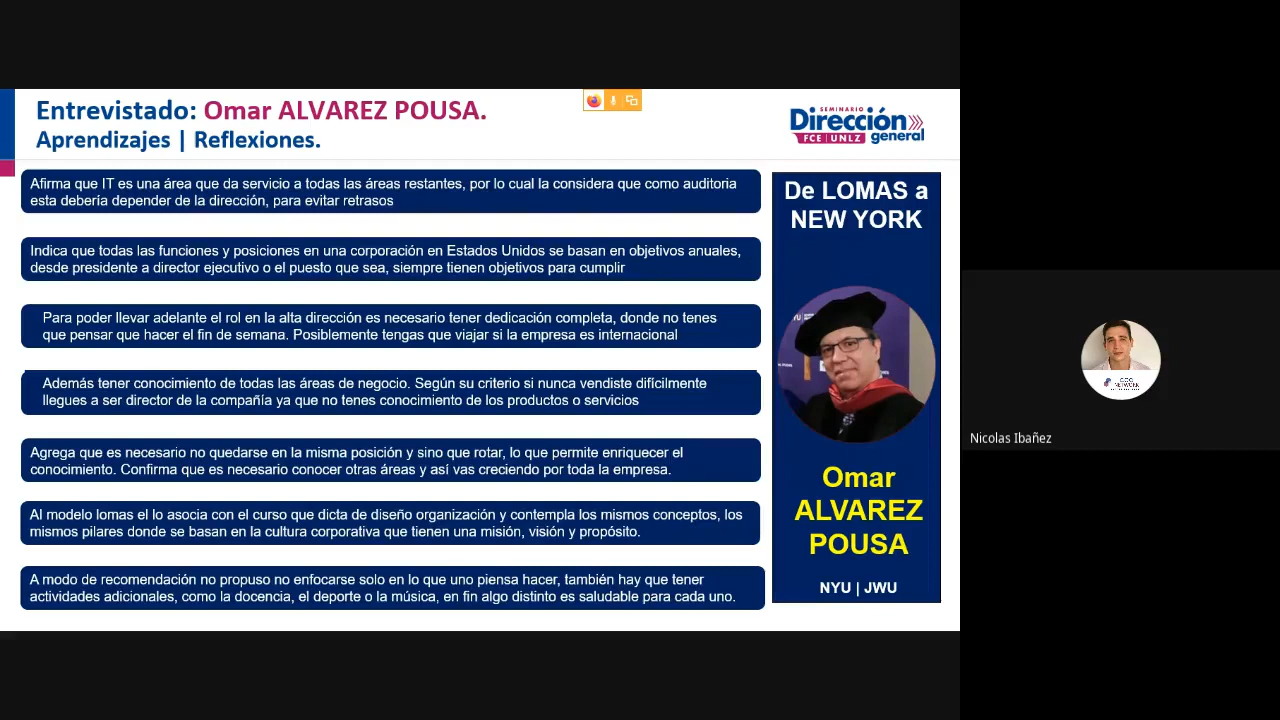 Entrevistado: Omar ALVAREZ POUSA.
Aprendizajes | Reflexiones.
SEMINARIO
Dirección
FCE | UNLZ general
Afirma que IT es una área que da servicio a todas las áreas restantes, por lo cual la considera que como auditoria
esta debería depender de la dirección, para evitar retrasos
Indica que todas las funciones y posiciones en una corporación en Estados Unidos se basan en objetivos anuales,
desde presidente a director ejecutivo o el puesto que sea, siempre tienen objetivos para cumplir
Para poder llevar adelante el rol en la alta dirección es necesario tener dedicación completa, donde no tenes
que pensar que hacer el fin de semana. Posiblemente tengas que viajar si la empresa es internacional
Además tener conocimiento de todas las áreas de negocio. Según su criterio si nunca vendiste difícilmente
llegues a ser director de la compañía ya que no tenes conocimiento de los productos o servicios
Agrega que es necesario no quedarse en la misma posición y sino que rotar, lo que permite enriquecer el
conocimiento. Confirma que es necesario conocer otras áreas y así vas creciendo por toda la empresa.
Al modelo lomas el lo asocia con el curso que dicta de diseño organización y contempla los mismos conceptos, los
mismos pilares donde se basan en la cultura corporativa que tienen una misión, visión y propósito.
A modo de recomendación no propuso no enfocarse solo en lo que uno piensa hacer, también hay que tener
actividades adicionales, como la docencia, el deporte o la música, en fin algo distinto es saludable para cada uno.
De LOMAS a
NEW YORK
Omar
ALVAREZ
POUSA
NYU | JWU
NETWORK
Nicolas Ibañez